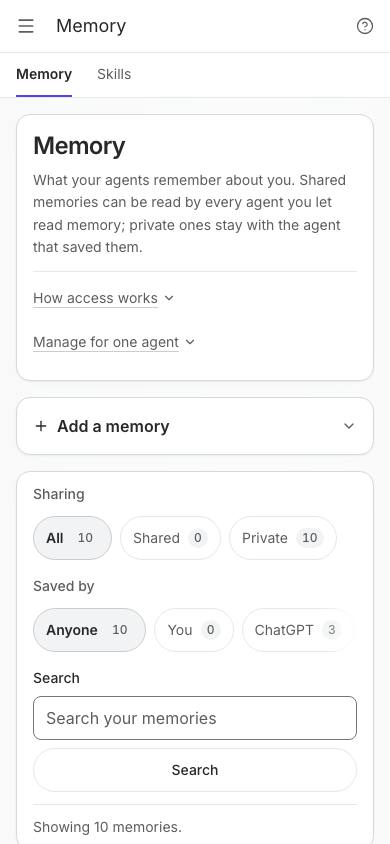 Memory
Memory Skills
Memory
What your agents remember about you. Shared
memories can be read by every agent you let
read memory; private ones stay with the agent
that saved them.
How access works
Manage for one agent
+ Add a memory
Sharing
All 10 Shared 0 Private 10
Saved by
Anyone 10 You 0 ChatGPT 3
Search
Search your memories
Search
Showing 10 memories.